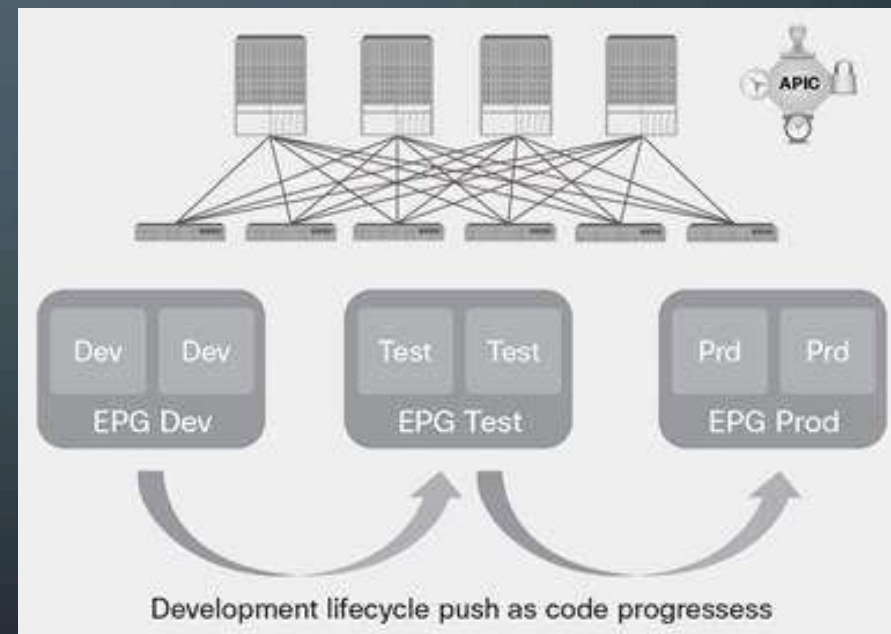 APIC
Dev Dev
EPG Dev
Test Test
EPG Test
Prd Prd
EPG Prod
Development lifecycle push as code progressess